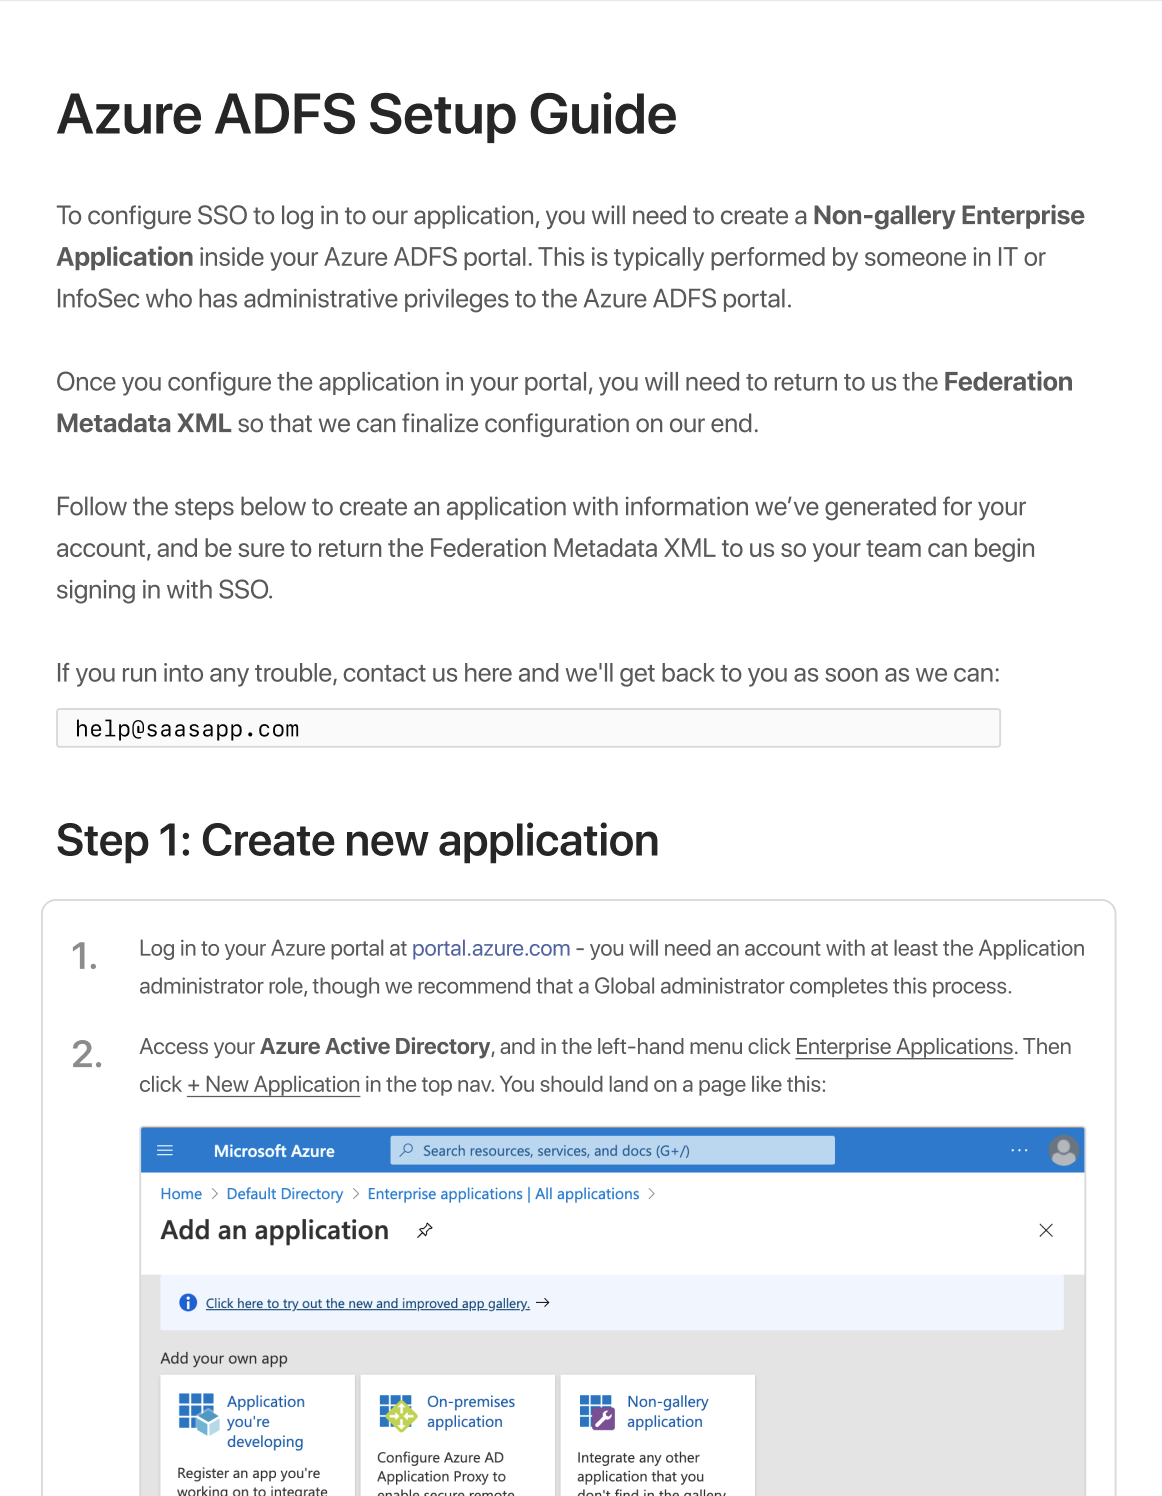 Azure ADFS Setup Guide
To configure SSO to log in to our application, you will need to create a Non-gallery Enterprise
Application inside your Azure ADFS portal. This is typically performed by someone in IT or
InfoSec who has administrative privileges to the Azure ADFS portal.
Once you configure the application in your portal, you will need to return to us the Federation
Metadata XML so that we can finalize configuration on our end.
Follow the steps below to create an application with information we’ve generated for your
account, and be sure to return the Federation Metadata XML to us so your team can begin
signing in with SSO.
If you run into any trouble, contact us here and we'll get back to you as soon as we can:
help@saasapp.com
Step 1: Create new application
1. Log in to your Azure portal at portal.azure.com - you will need an account with at least the Application
administrator role, though we recommend that a Global administrator completes this process.
2. Access your Azure Active Directory, and in the left-hand menu click Enterprise Applications. Then
click + New Application in the top nav. You should land on a page like this:
Microsoft Azure
Search resources, services, and docs (G+/)
Home > Default Directory > Enterprise applications | All applications >
Add an application
Click here to try out the new and improved app gallery. →
Add your own app
Application
you're
developing
Register an app you're
working on to integrate
On-premises
application
Configure Azure AD
Application Proxy to
enable secure remote
Non-gallery
application
Integrate any other
application that you
don't find in the gallery